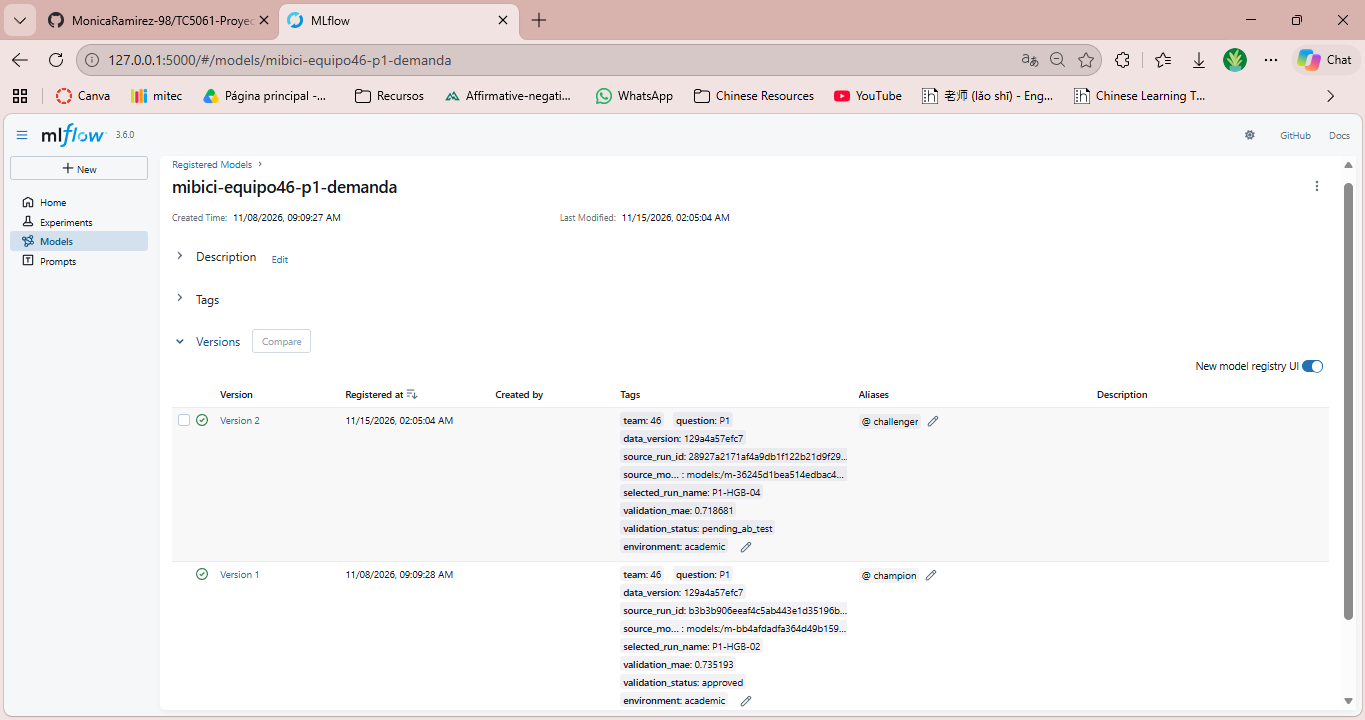 MonicaRamirez-98/TC5061-Proyec
MLflow
127.0.0.1:5000/#/models/mibici-equipo46-p1-demanda
Chat
Canva
mitec
Página principal -...
Recursos
Affirmative-negati...
WhatsApp
Chinese Resources
YouTube
老师 (lǎo shī) - Eng...
Chinese Learning T...
mlflow 3.6.0
GitHub
Docs
New
Home
Experiments
Models
Prompts
Registered Models
mibici-equipo46-p1-demanda
Created Time: 11/08/2026, 09:09:27 AM
Last Modified: 11/15/2026, 02:05:04 AM
Description Edit
Tags
Versions Compare
New model registry UI
Version Registered at Created by Tags Aliases Description
Version 2 11/15/2026, 02:05:04 AM team: 46 question: P1 @ challenger
data_version: 129a4a57efc7
source_run_id: 28927a2171af4a9db1f122b21d9f29...
source_mo... : models:/m-36245d1bea514edbac4...
selected_run_name: P1-HGB-04
validation_mae: 0.718681
validation_status: pending_ab_test
environment: academic
Version 1 11/08/2026, 09:09:28 AM team: 46 question: P1 @ champion
data_version: 129a4a57efc7
source_run_id: b3b3b906eeaf4c5ab443e1d35196b...
source_mo... : models:/m-bb4afdadfa364d49b159...
selected_run_name: P1-HGB-02
validation_mae: 0.735193
validation_status: approved
environment: academic